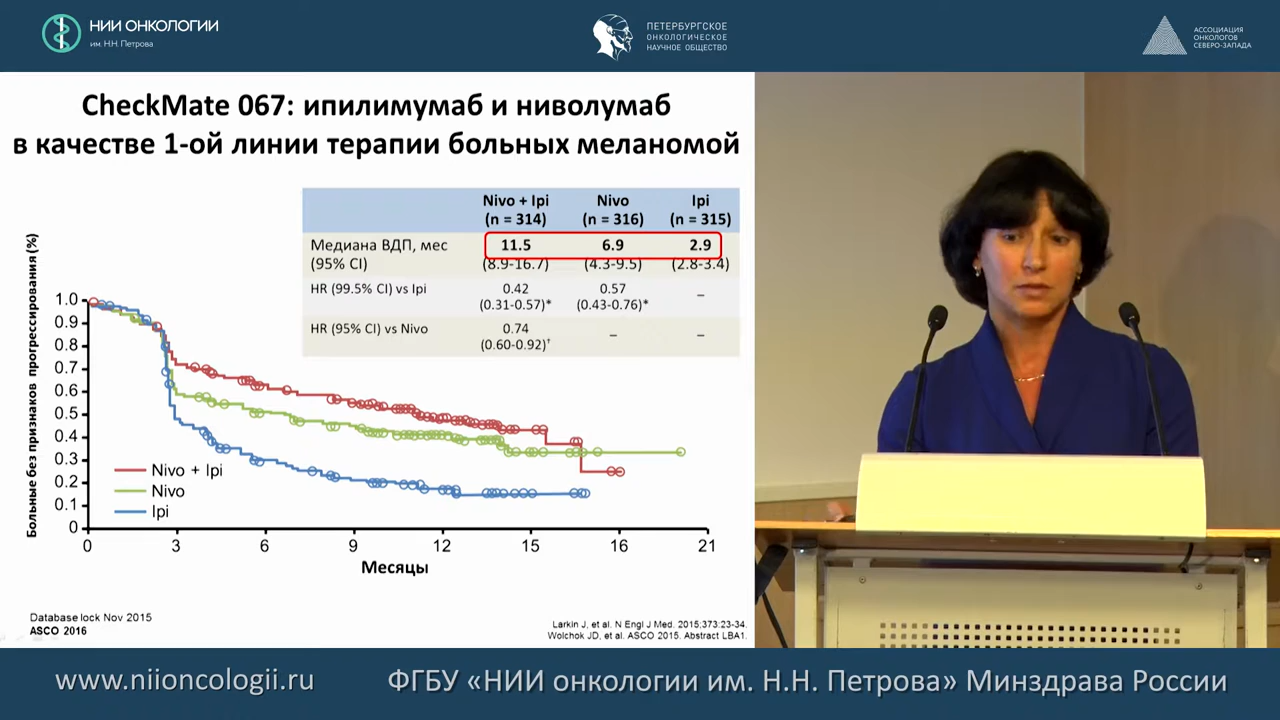 НИИ ОНКОЛОГИИ
им. Н.Н. Петрова
ПЕТЕРБУРГСКОЕ
ОНКОЛОГИЧЕСКОЕ
НАУЧНОЕ ОБЩЕСТВО
АССОЦИАЦИЯ
ОНКОЛОГОВ
СЕВЕРО-ЗАПАДА
CheckMate 067: ипилимумаб и ниволумаб
в качестве 1-ой линии терапии больных меланомой
Nivo + Ipi Nivo Ipi
(n = 314) (n = 316) (n = 315)
Медиана ВДП, мес 11.5 6.9 2.9
(95% CI) (8.9-16.7) (4.3-9.5) (2.8-3.4)
HR (99.5% CI) vs Ipi 0.42 0.57 –
(0.31-0.57)* (0.43-0.76)*
HR (95% CI) vs Nivo 0.74 – –
(0.60-0.92)†
Больные без признаков прогрессирования (%)
1.0
0.9
0.8
0.7
0.6
0.5
0.4
0.3
0.2
0.1
0
Nivo + Ipi
Nivo
Ipi
0 3 6 9 12 15 16 21
Месяцы
Database lock Nov 2015
ASCO 2016
Larkin J, et al. N Engl J Med. 2015;373:23-34.
Wolchok JD, et al. ASCO 2015. Abstract LBA1.
www.niioncologii.ru
ФГБУ «НИИ онкологии им. Н.Н. Петрова» Минздрава России